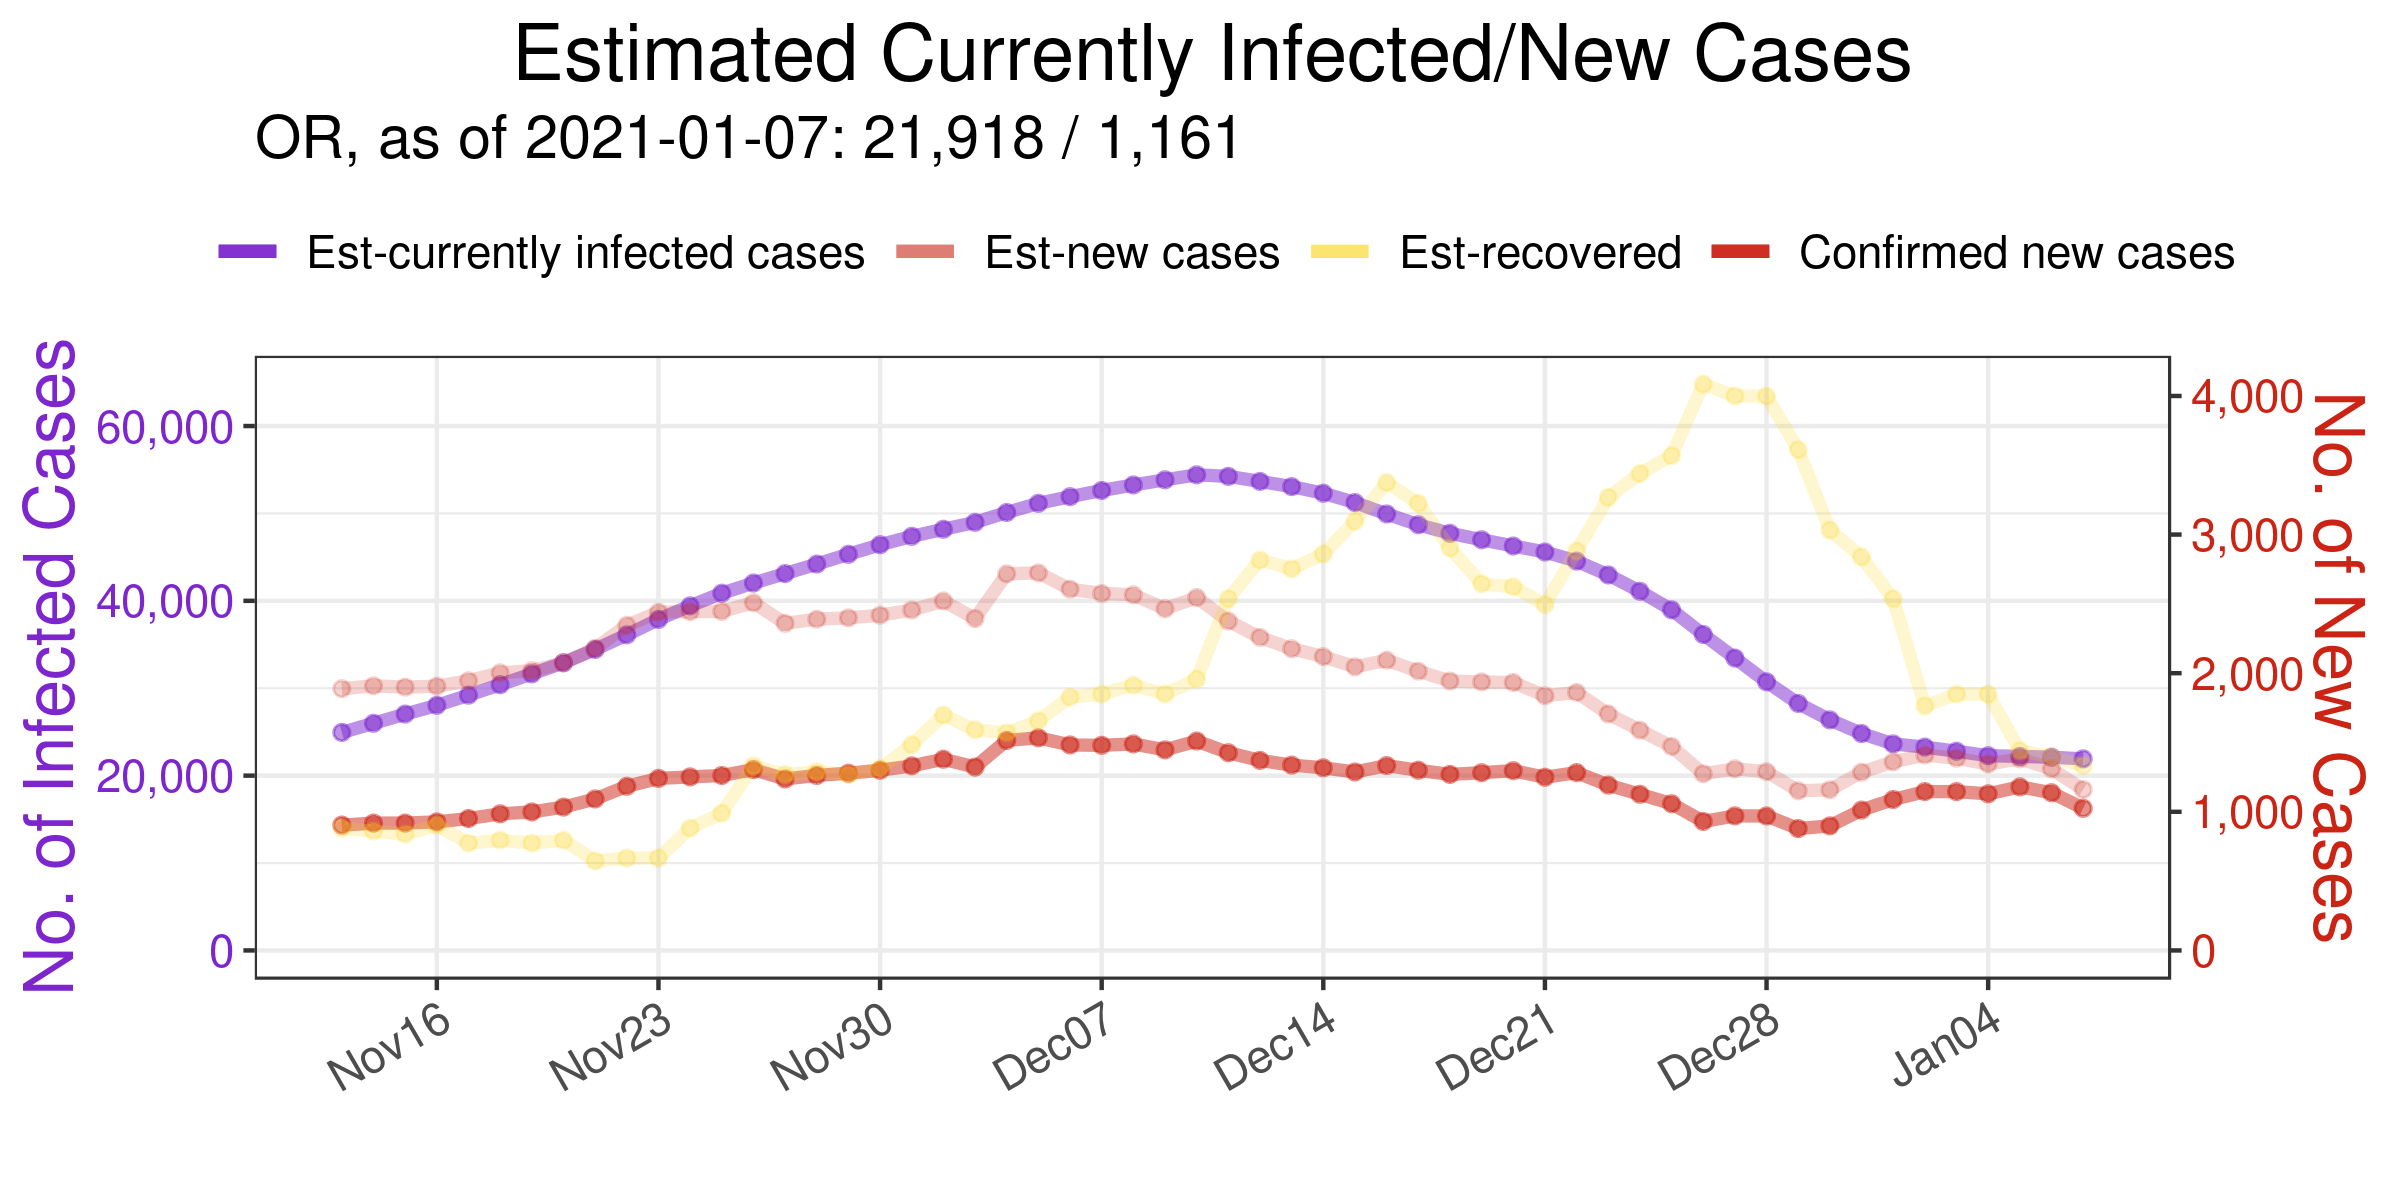 Estimated Currently Infected/New Cases
OR, as of 2021-01-07: 21,918 / 1,161
Est-currently infected cases Est-new cases Est-recovered Confirmed new cases
No. of Infected Cases
60,000
40,000
20,000
0
4,000
3,000
2,000
1,000
0
No. of New Cases
Nov16 Nov23 Nov30 Dec07 Dec14 Dec21 Dec28 Jan04